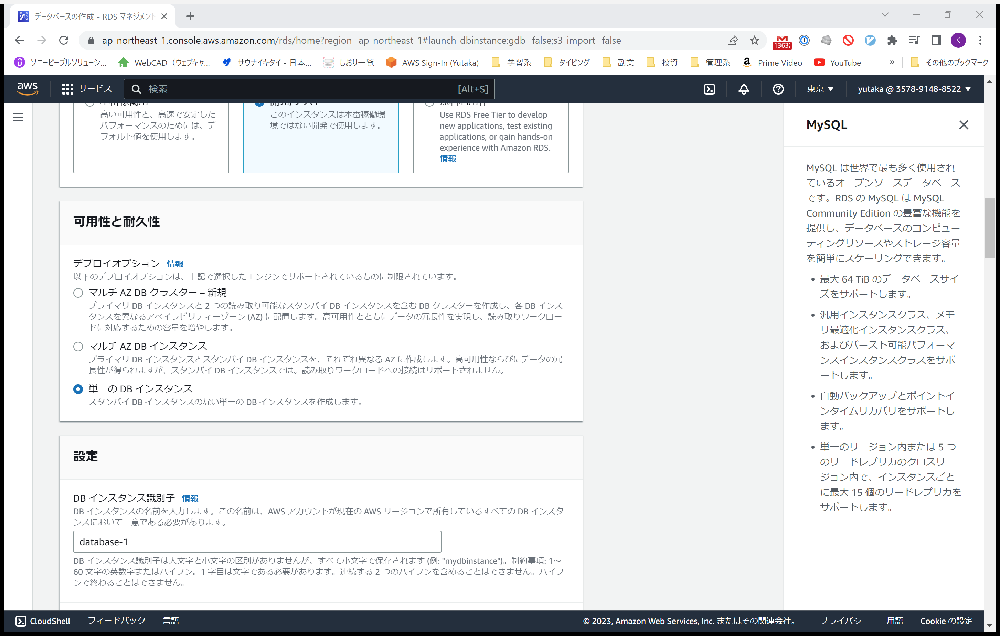 データベースの作成 - RDS マネジメント
ap-northeast-1.console.aws.amazon.com/rds/home?region=ap-northeast-1#launch-dbinstance:gdb=false;s3-import=false
1363
ソニーピープルソリューシ...
WebCAD（ウェブキャ...
サウナイキタイ - 日本...
しおり一覧
AWS Sign-In (Yutaka)
学習系
タイピング
副業
投資
管理系
Prime Video
YouTube
»
その他のブックマーク
aws
サービス
検索
[Alt+S]
東京 ▼
yutaka @ 3578-9148-8522 ▼
高い可用性と、高速で安定した
パフォーマンスのためには、デ
フォルト値を使用します。
開発/テスト
このインスタンスは本番稼働環
境ではない開発で使用します。
Use RDS Free Tier to develop
new applications, test existing
applications, or gain hands-on
experience with Amazon RDS.
情報
可用性と耐久性
デプロイオプション 情報
以下のデプロイオプションは、上記で選択したエンジンでサポートされているものに制限されています。
マルチ AZ DB クラスター – 新規
プライマリ DB インスタンスと 2 つの読み取り可能なスタンバイ DB インスタンスを含む DB クラスターを作成し、各 DB インス
タンスを異なるアベイラビリティーゾーン (AZ) に配置します。高可用性とともにデータの冗長性を実現し、読み取りワークロー
ドに対応するための容量を増やします。
マルチ AZ DB インスタンス
プライマリ DB インスタンスとスタンバイ DB インスタンスを、それぞれ異なる AZ に作成します。高可用性ならびにデータの冗
長性が得られますが、スタンバイ DB インスタンスでは。読み取りワークロードへの接続はサポートされません。
単一の DB インスタンス
スタンバイ DB インスタンスのない単一の DB インスタンスを作成します。
設定
DB インスタンス識別子 情報
DB インスタンスの名前を入力します。この名前は、AWS アカウントが現在の AWS リージョンで所有しているすべての DB インスタ
ンスにおいて一意である必要があります。
database-1
DB インスタンス識別子は大文字と小文字の区別がありませんが、すべて小文字で保存されます (例: "mydbinstance")。制約事項: 1～
60 文字の英数字またはハイフン。1 字目は文字である必要があります。連続する 2 つのハイフンを含めることはできません。ハイフ
ンで終わることはできません。
MySQL
MySQL は世界で最も多く使用され
ているオープンソースデータベース
です。RDS の MySQL は MySQL
Community Edition の豊富な機能を
提供し、データベースのコンピュー
ティングリソースやストレージ容量
を簡単にスケーリングできます。
• 最大 64 TiB のデータベースサイ
ズをサポートします。
• 汎用インスタンスクラス、メモ
リ最適化インスタンスクラス、
およびバースト可能パフォーマ
ンスインスタンスクラスをサポ
ートします。
• 自動バックアップとポイントイ
ンタイムリカバリをサポートし
ます。
• 単一のリージョン内または 5 つ
のリードレプリカのクロスリー
ジョン内で、インスタンスごと
に最大 15 個のリードレプリカを
サポートします。
CloudShell
フィードバック
言語
© 2023, Amazon Web Services, Inc. またはその関連会社。
プライバシー
用語
Cookie の設定